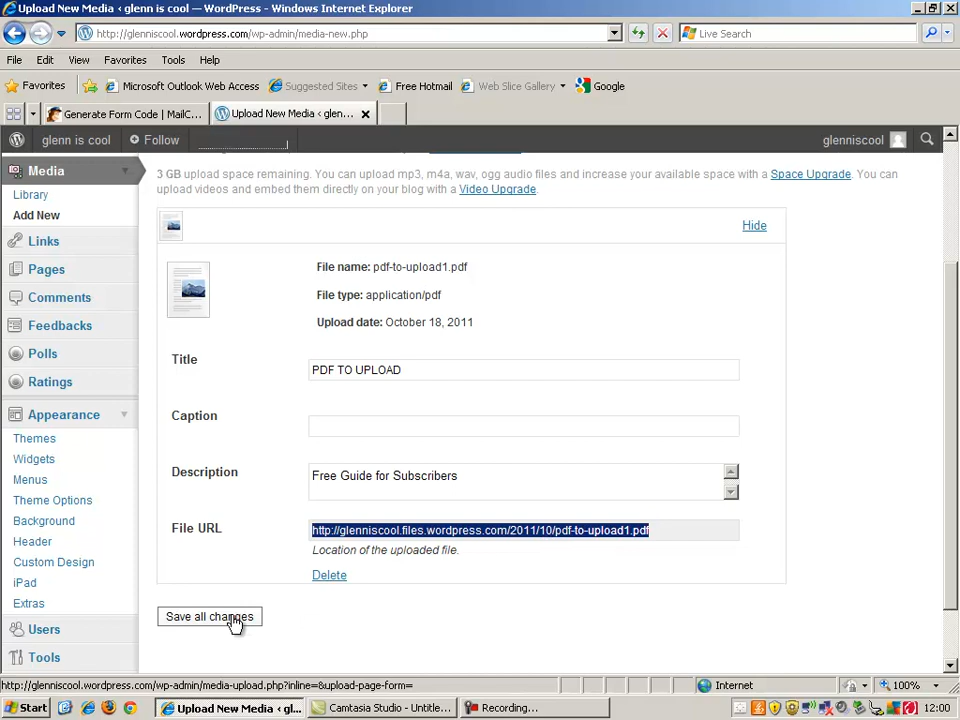 Upload New Media ‹ glenn is cool — WordPress - Windows Internet Explorer
http://glenniscool.wordpress.com/wp-admin/media-new.php
Live Search
File Edit View Favorites Tools Help
Favorites Microsoft Outlook Web Access Suggested Sites Free Hotmail Web Slice Gallery Google
Generate Form Code | MailC... Upload New Media ‹ glen...
glenn is cool Follow glenniscool
Media
3 GB upload space remaining. You can upload mp3, m4a, wav, ogg audio files and increase your available space with a Space Upgrade. You can
upload videos and embed them directly on your blog with a Video Upgrade.
Library
Add New
Links
Pages
Comments
Feedbacks
Polls
Ratings
Appearance
Themes
Widgets
Menus
Theme Options
Background
Header
Custom Design
iPad
Extras
Users
Tools
Hide
File name: pdf-to-upload1.pdf
File type: application/pdf
Upload date: October 18, 2011
Title
PDF TO UPLOAD
Caption
Description
Free Guide for Subscribers
File URL
http://glenniscool.files.wordpress.com/2011/10/pdf-to-upload1.pdf
Location of the uploaded file.
Delete
Save all changes
http://glenniscool.wordpress.com/wp-admin/media-upload.php?inline=&upload-page-form= Internet 100%
Start Upload New Media ‹ gl... Camtasia Studio - Untitle... Recording... 12:00